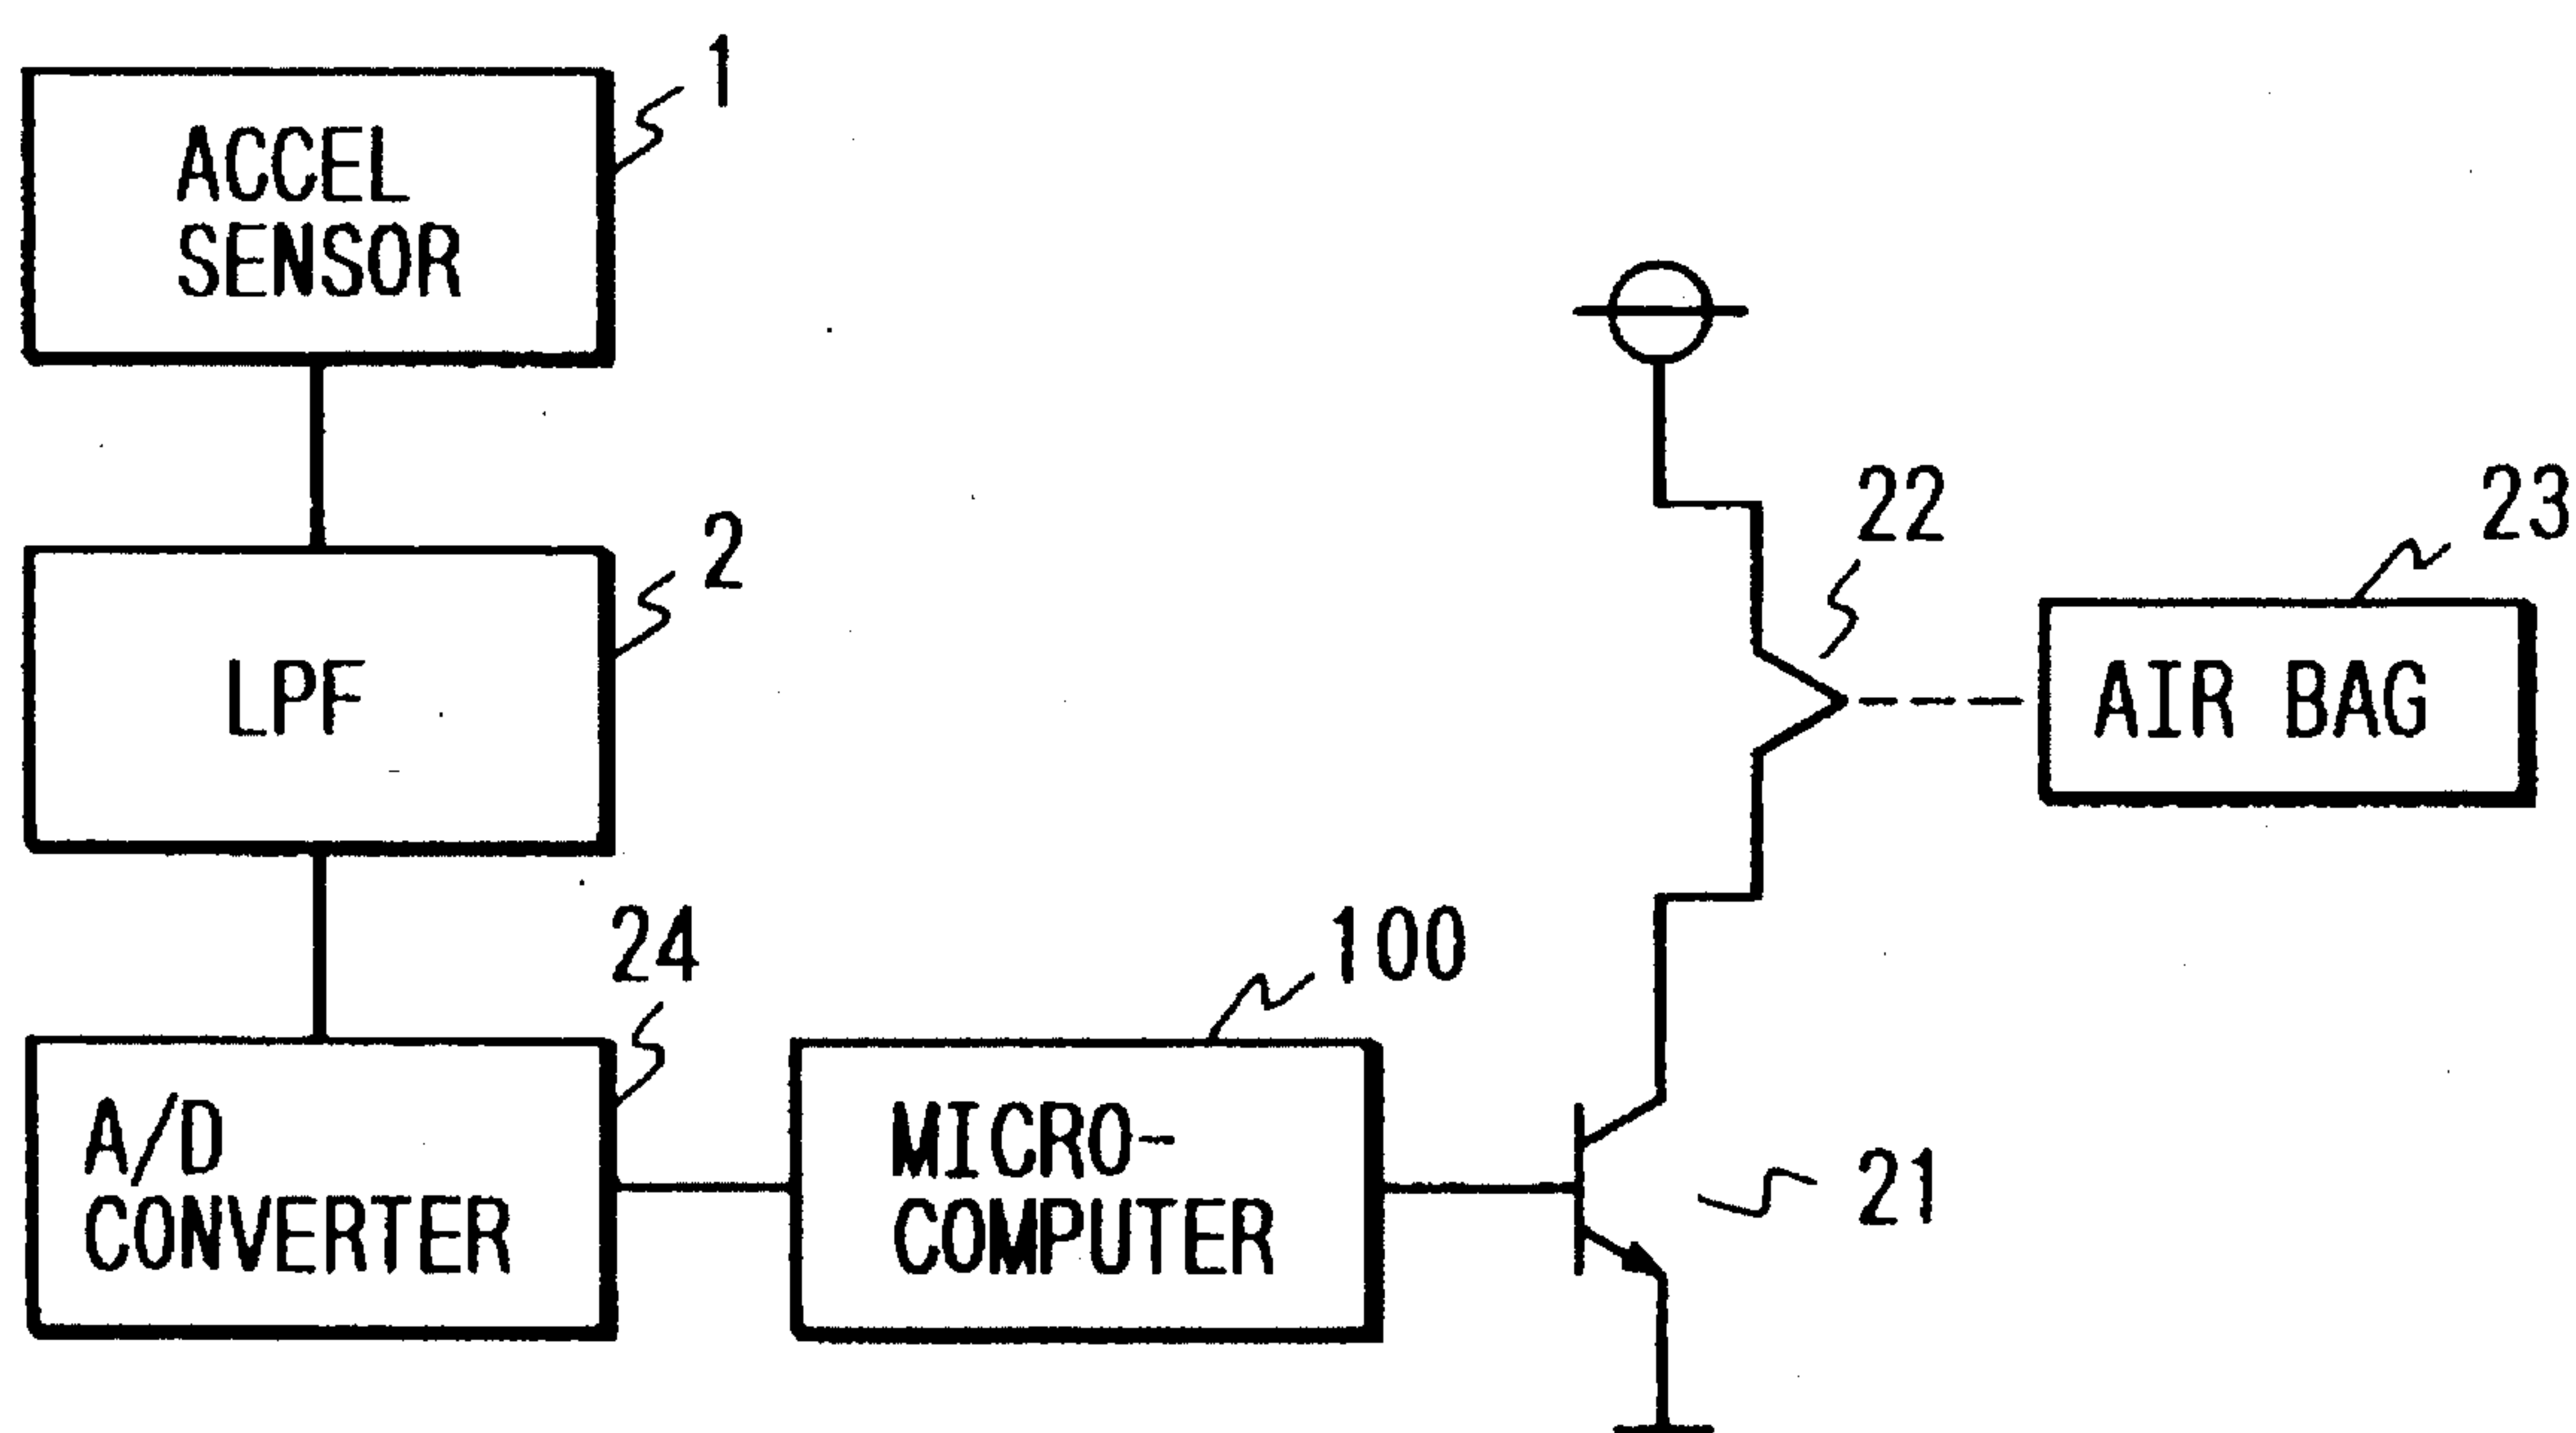 1
ACCEL
SENSOR
2
LPF
22
23
AIR BAG
24
100
A/D
CONVERTER
MICRO-
COMPUTER
21